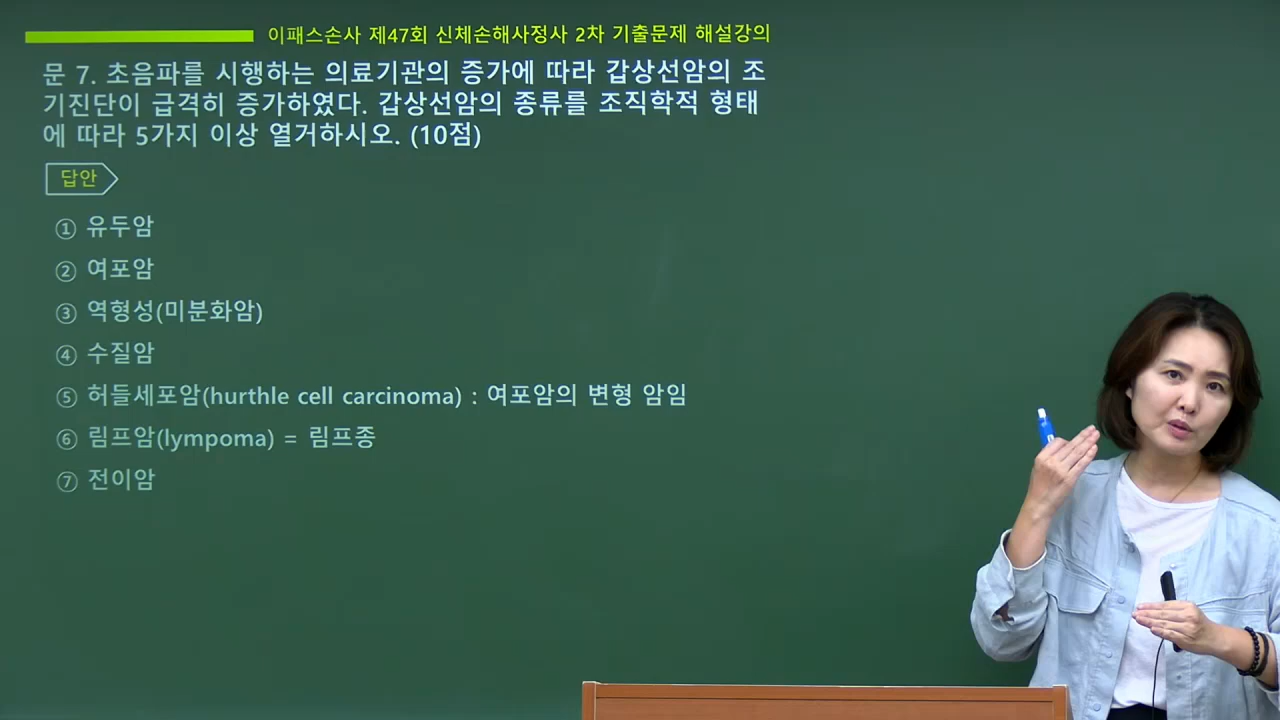 이패스손사 제47회 신체손해사정사 2차 기출문제 해설강의
문 7. 초음파를 시행하는 의료기관의 증가에 따라 갑상선암의 조
기진단이 급격히 증가하였다. 갑상선암의 종류를 조직학적 형태
에 따라 5가지 이상 열거하시오. (10점)
답안
① 유두암
② 여포암
③ 역형성(미분화암)
④ 수질암
⑤ 허들세포암(hurthle cell carcinoma) : 여포암의 변형 암임
⑥ 림프암(lympoma) = 림프종
⑦ 전이암